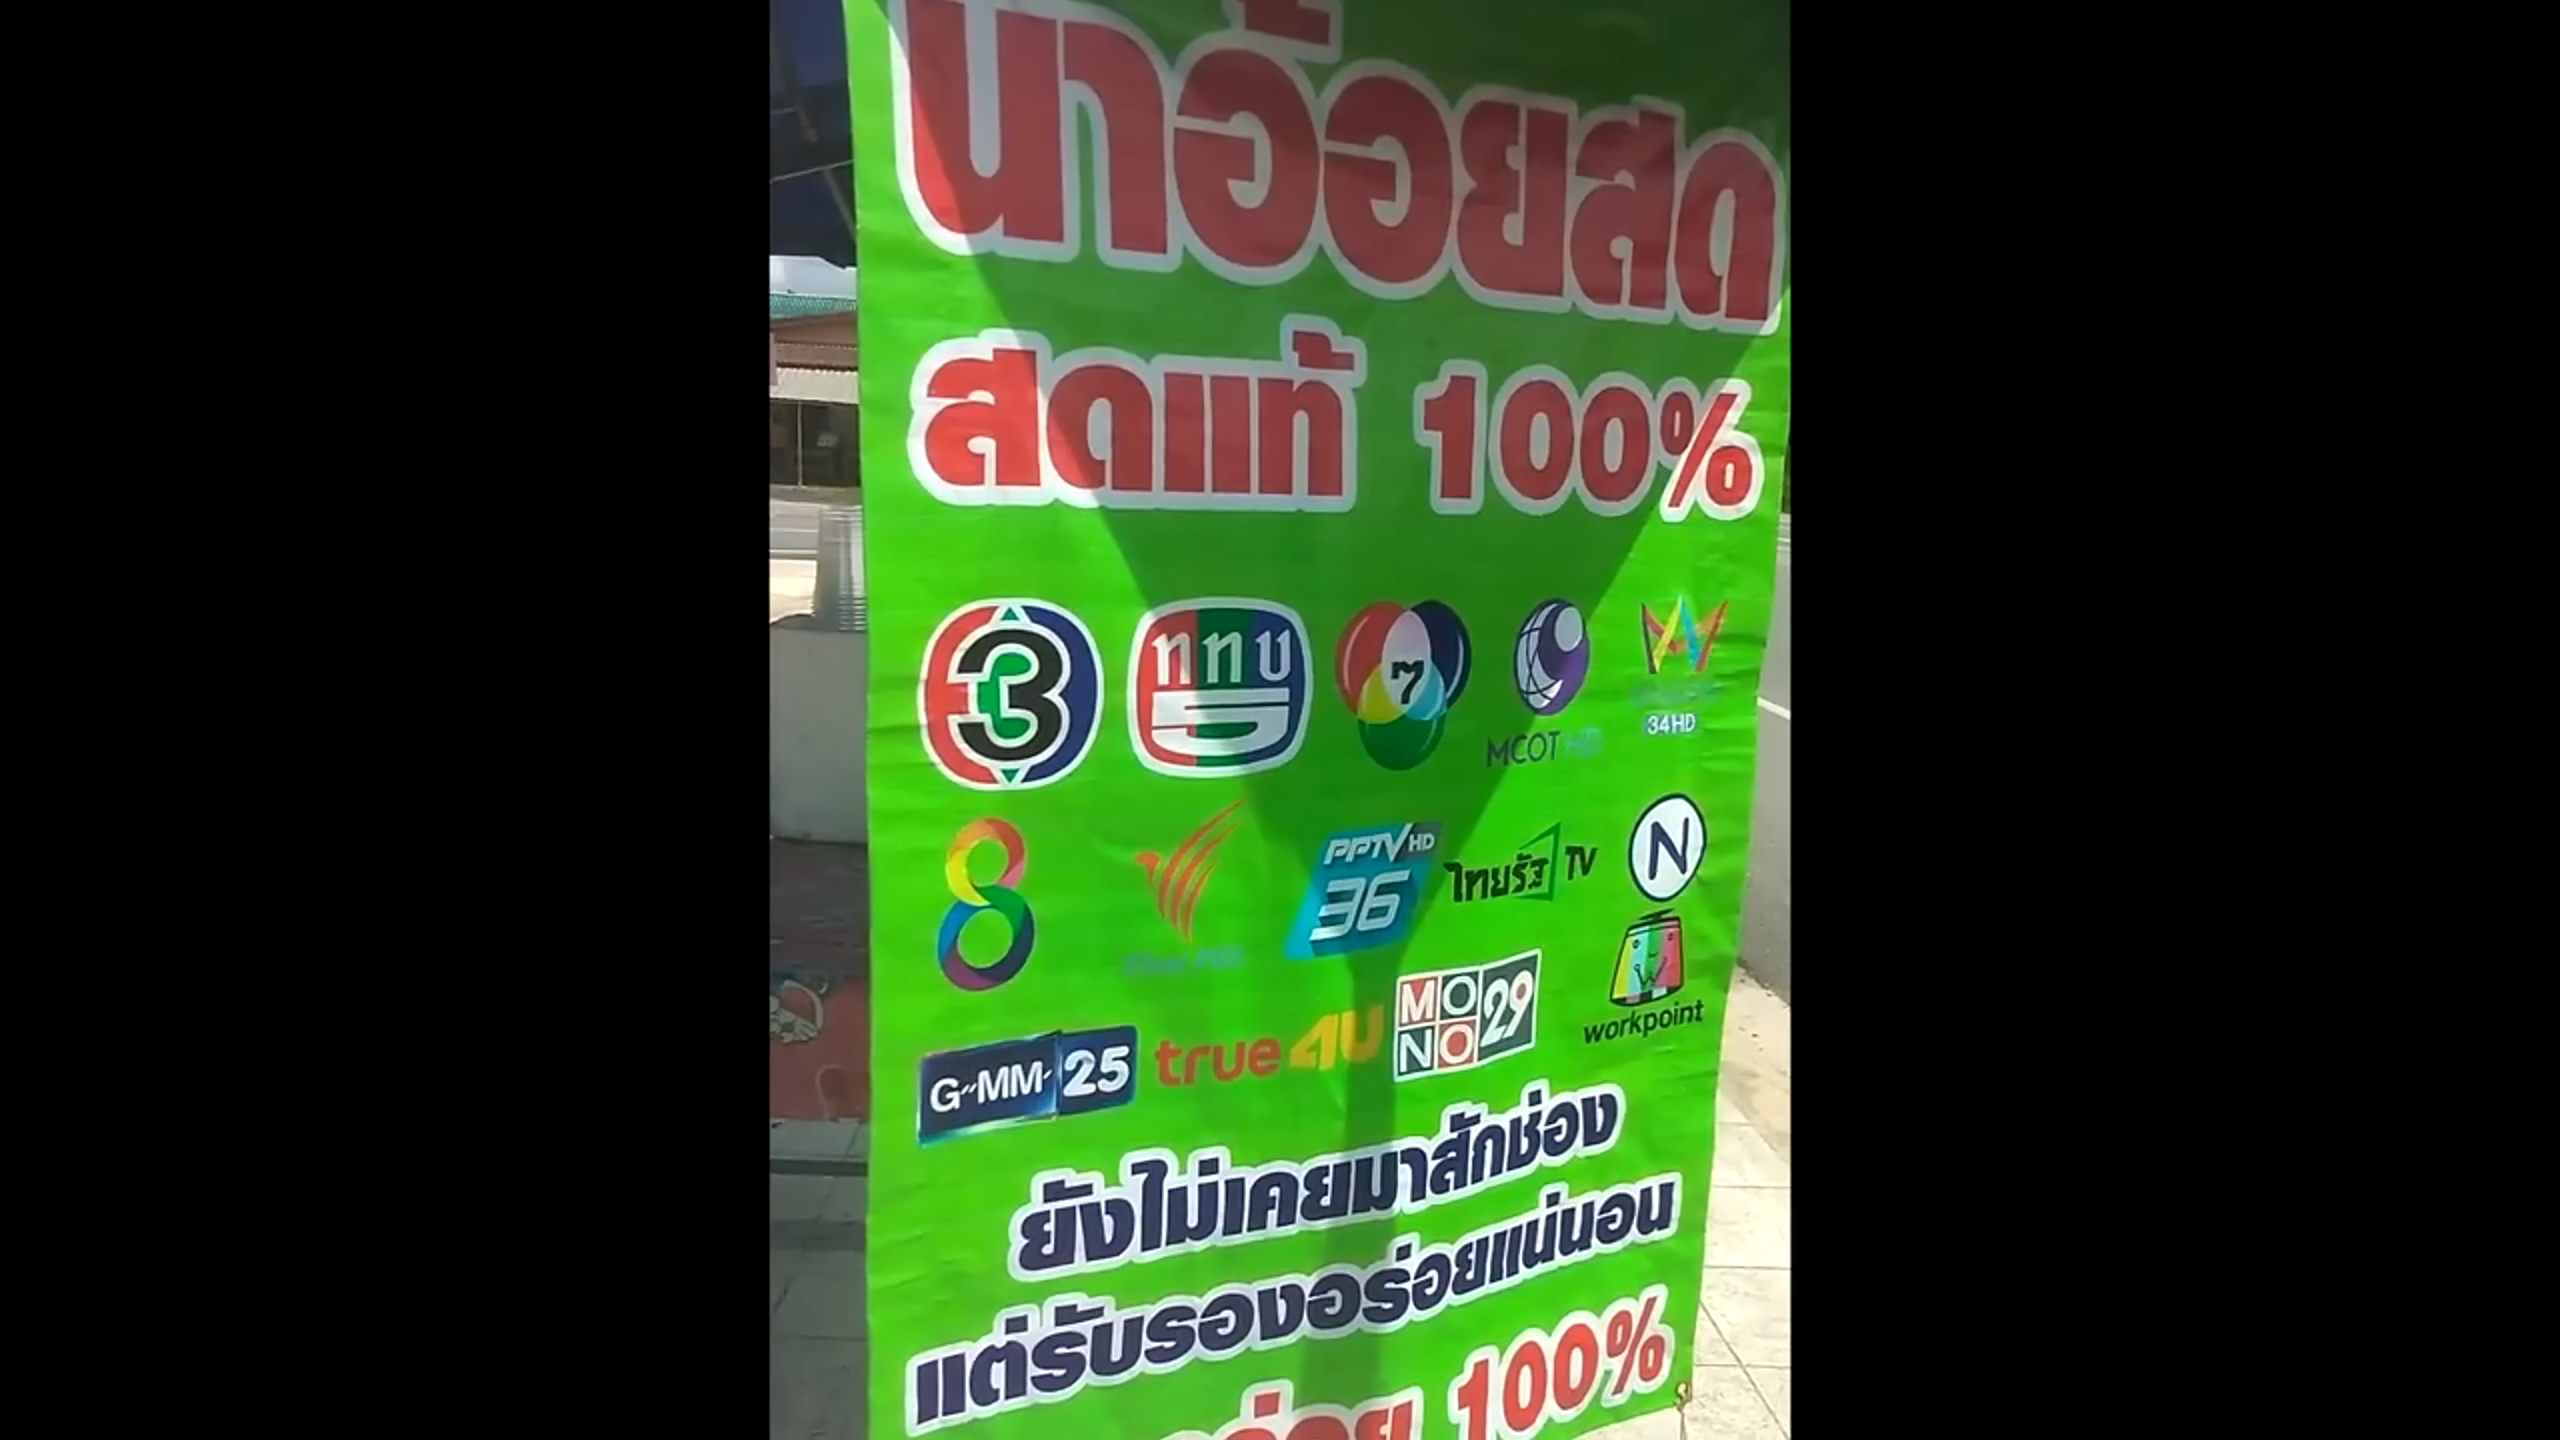 น้ำอ้อยสด
สดแท้ 100%
3 ททบ 5 7 MCOT HD 34HD
8 Thai PBS PPTV HD 36 ไทยรัฐ TV N
GMM 25 true4U MONO 29 workpoint
ยังไม่เคยมาสักช่อง
แต่รับรองอร่อยแน่นอน
100%